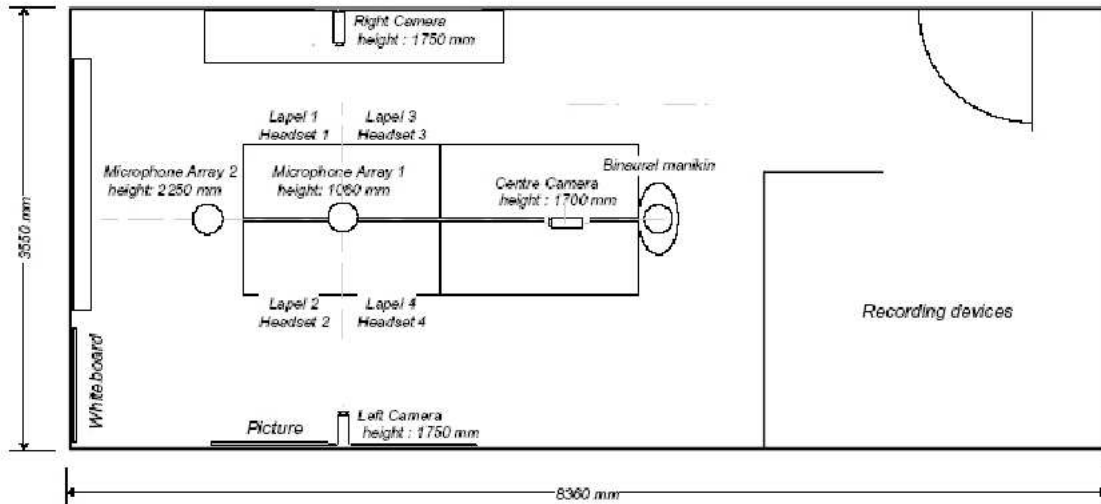 Right Camera
height : 1750 mm
Lapel 1
Headset 1
Lapel 3
Headset 3
Microphone Array 2
height: 2250 mm
Microphone Array 1
height: 1060 mm
Centre Camera
height : 1700 mm
Binaural manikin
3550 mm
Lapel 2
Headset 2
Lapel 4
Headset 4
Recording devices
Whiteboard
Picture
Left Camera
height : 1750 mm
8360 mm